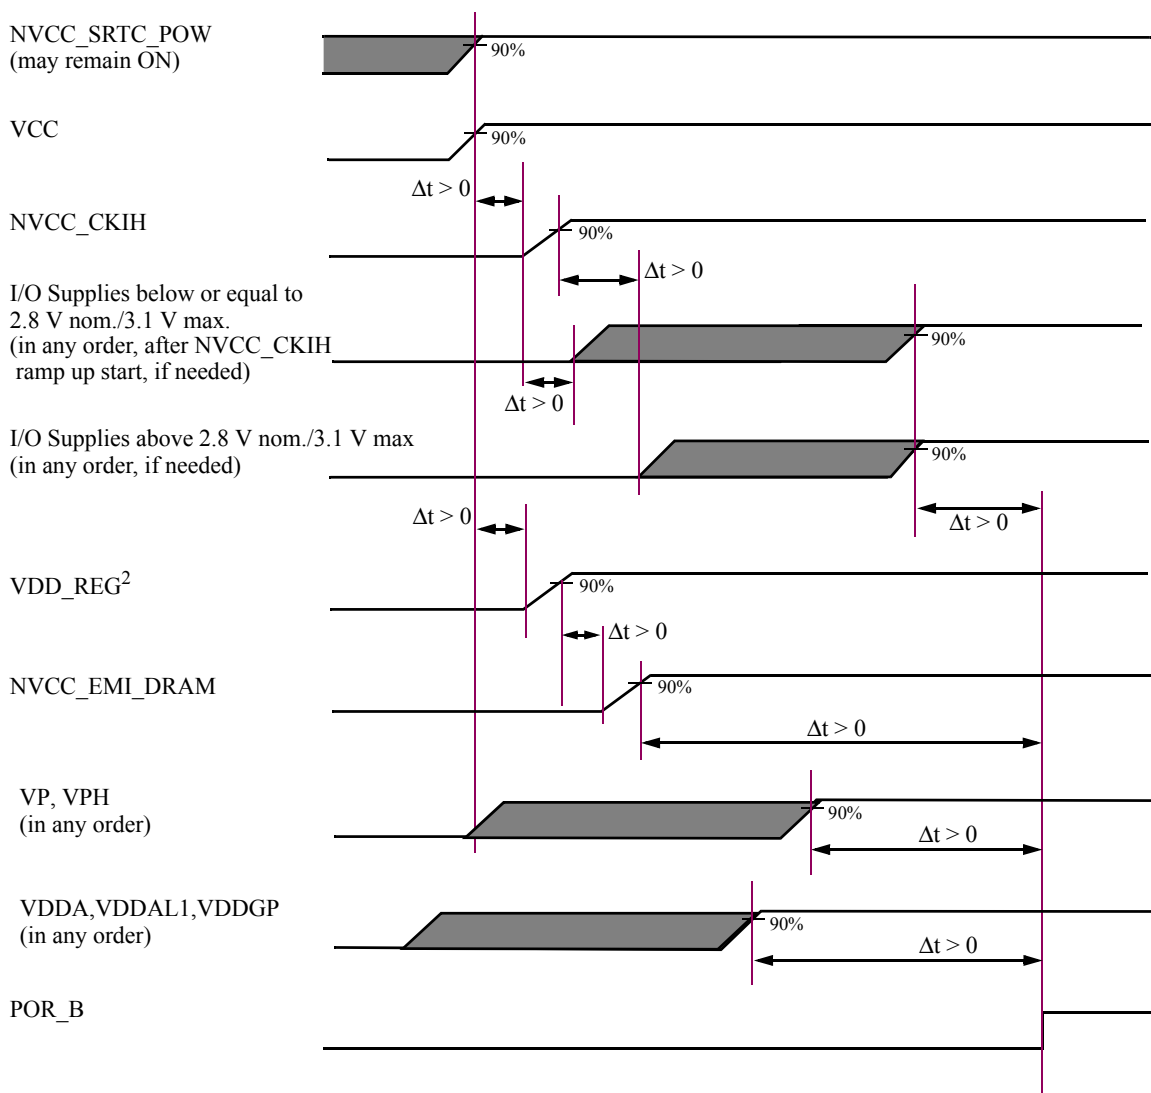 NVCC_SRTC_POW
(may remain ON)
90%
VCC
90%
Δt > 0
NVCC_CKIH
90%
Δt > 0
I/O Supplies below or equal to
2.8 V nom./3.1 V max.
(in any order, after NVCC_CKIH
ramp up start, if needed)
90%
Δt > 0
I/O Supplies above 2.8 V nom./3.1 V max
(in any order, if needed)
90%
Δt > 0
Δt > 0
VDD_REG²
90%
Δt > 0
NVCC_EMI_DRAM
90%
Δt > 0
VP, VPH
(in any order)
90%
Δt > 0
VDDA,VDDAL1,VDDGP
(in any order)
90%
Δt > 0
POR_B